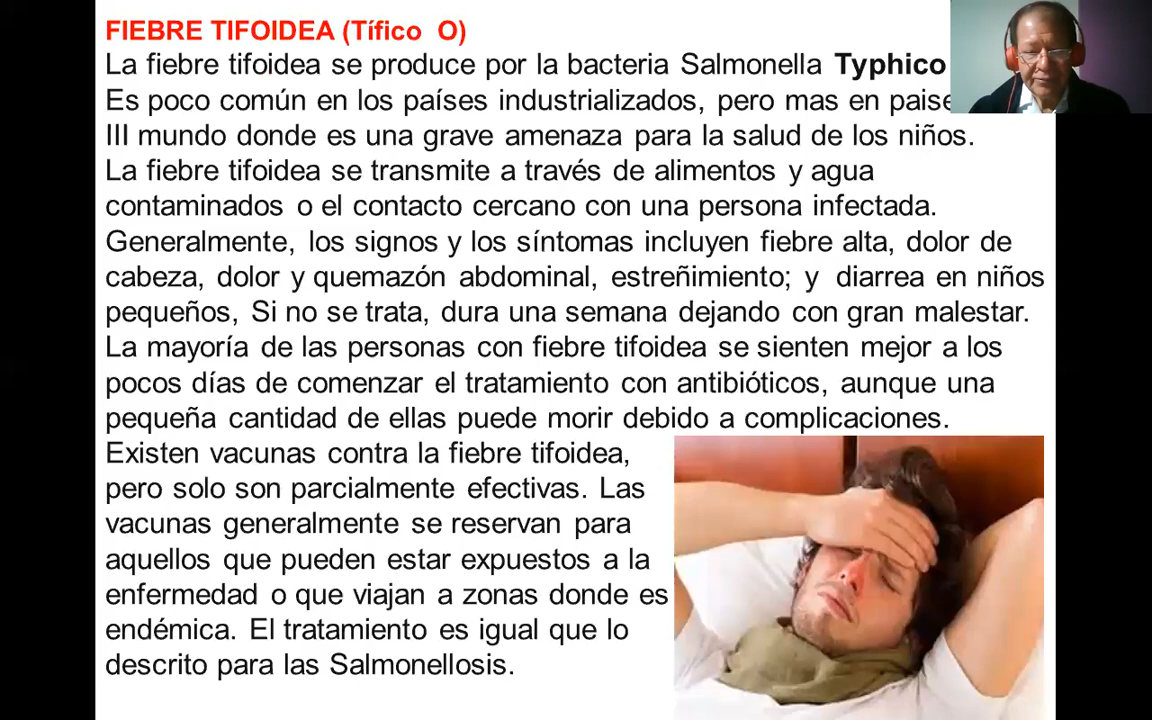 FIEBRE TIFOIDEA (Tífico O)
La fiebre tifoidea se produce por la bacteria Salmonella Typhico
Es poco común en los países industrializados, pero mas en
III mundo donde es una grave amenaza para la salud de los niños.
La fiebre tifoidea se transmite a través de alimentos y agua
contaminados o el contacto cercano con una persona infectada.
Generalmente, los signos y los síntomas incluyen fiebre alta, dolor de
cabeza, dolor y quemazón abdominal, estreñimiento; y diarrea en niños
pequeños, Si no se trata, dura una semana dejando con gran malestar.
La mayoría de las personas con fiebre tifoidea se sienten mejor a los
pocos días de comenzar el tratamiento con antibióticos, aunque una
pequeña cantidad de ellas puede morir debido a complicaciones.
Existen vacunas contra la fiebre tifoidea,
pero solo son parcialmente efectivas. Las
vacunas generalmente se reservan para
aquellos que pueden estar expuestos a la
enfermedad o que viajan a zonas donde es
endémica. El tratamiento es igual que lo
descrito para las Salmonellosis.